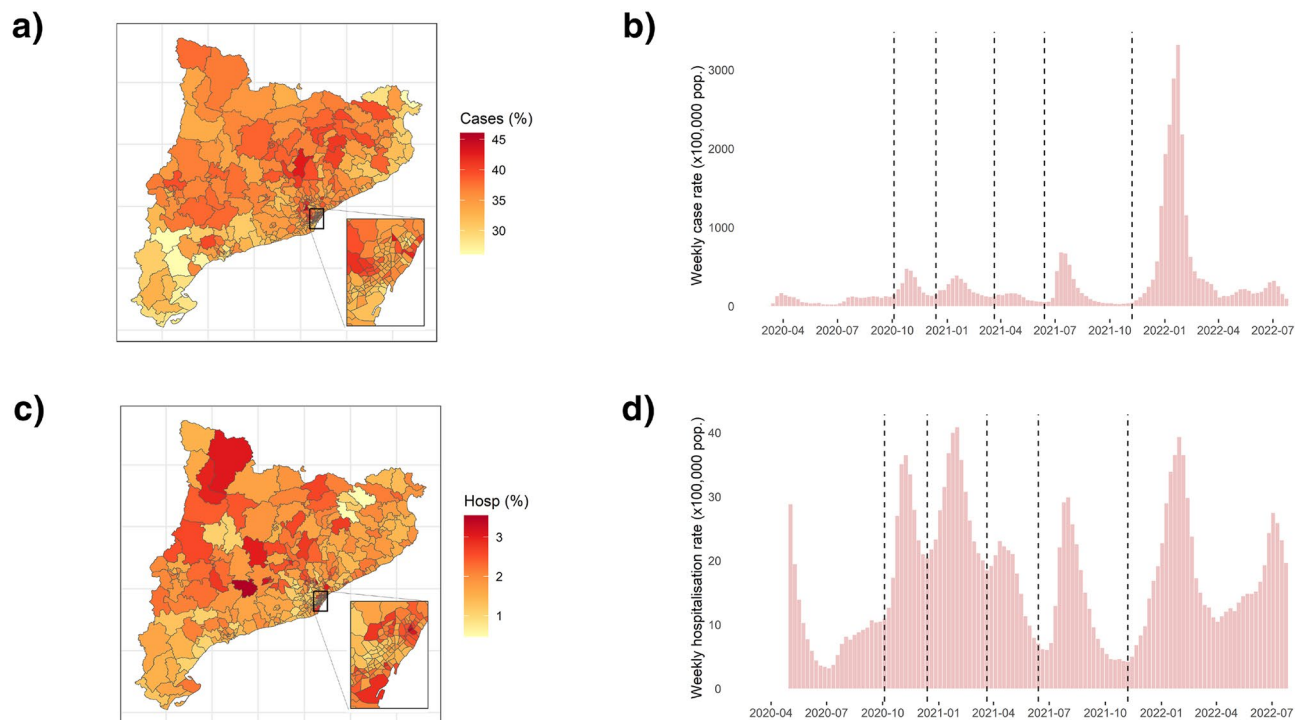 a)
Cases (%)
45
40
35
30
b)
Weekly case rate (x100,000 pop.)
3000
2000
1000
0
2020-04 2020-07 2020-10 2021-01 2021-04 2021-07 2021-10 2022-01 2022-04 2022-07
c)
Hosp (%)
3
2
1
d)
Weekly hospitalisation rate (x100,000 pop.)
40
30
20
10
0
2020-04 2020-07 2020-10 2021-01 2021-04 2021-07 2021-10 2022-01 2022-04 2022-07